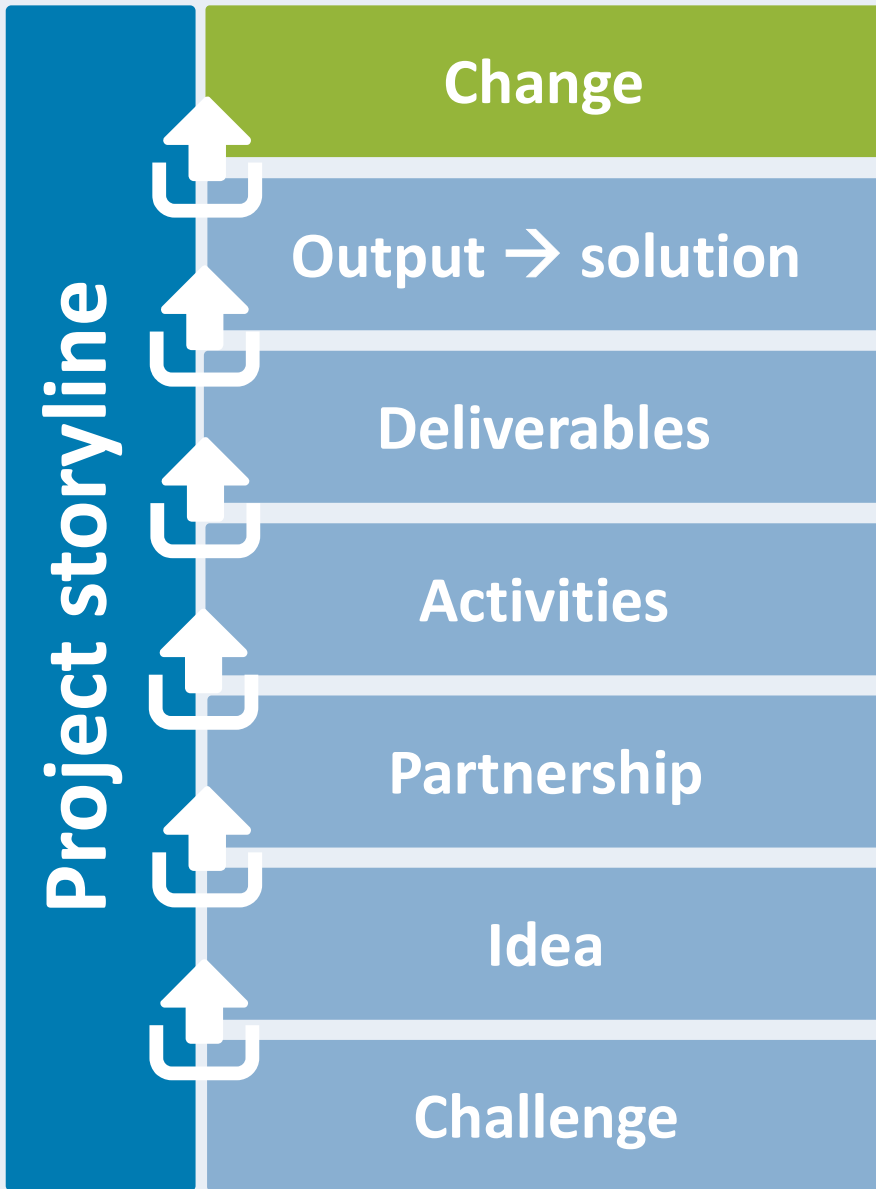 Project storyline
Change
Output → solution
Deliverables
Activities
Partnership
Idea
Challenge